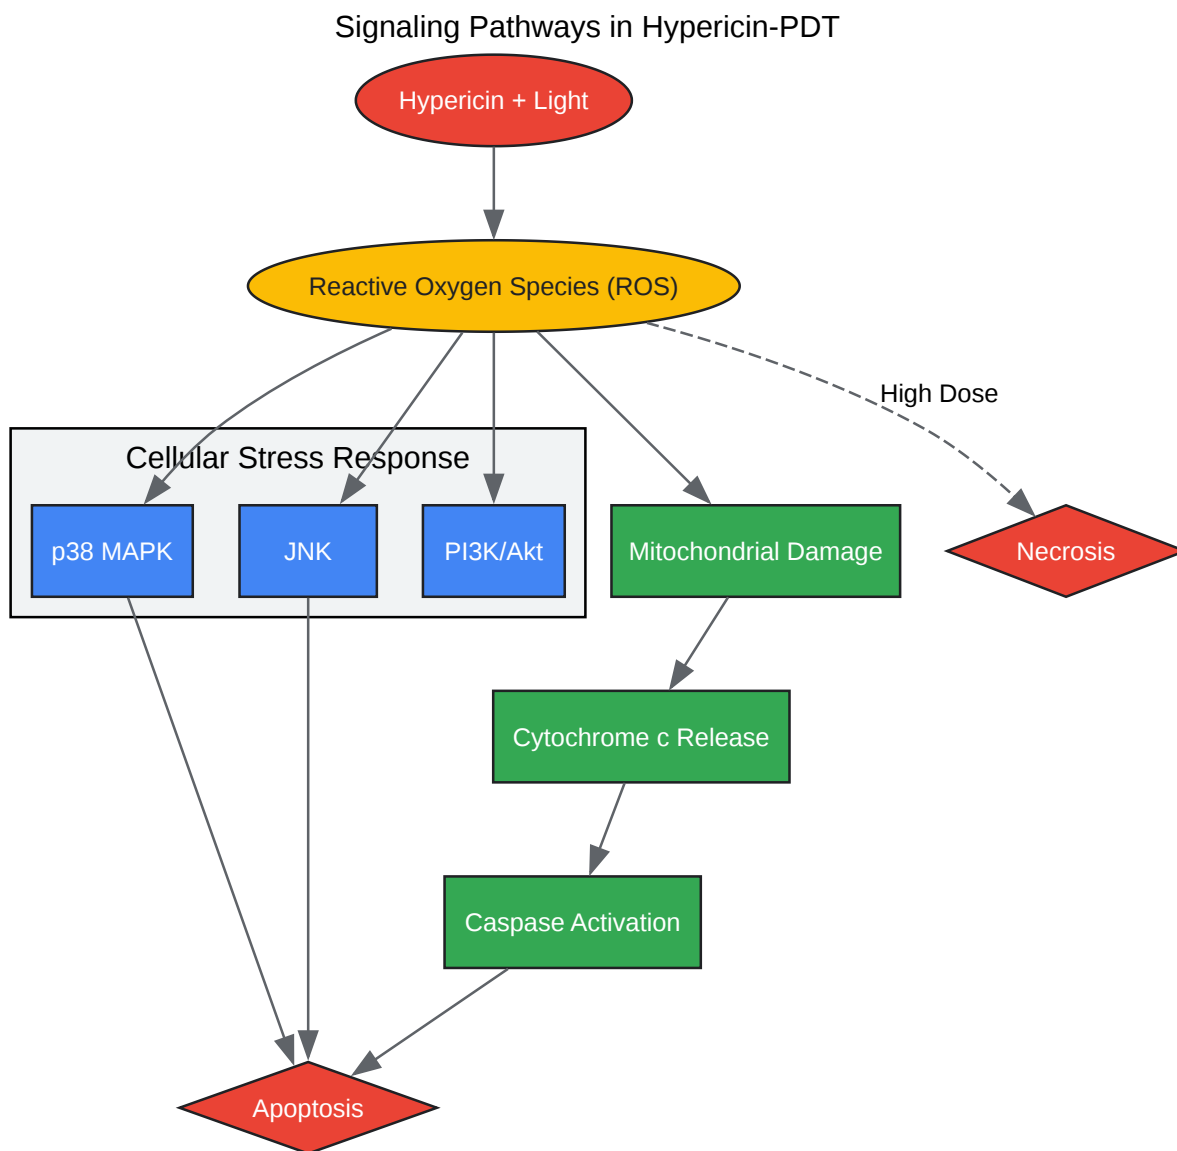 Signaling Pathways in Hypericin-PDT
Hypericin + Light
Reactive Oxygen Species (ROS)
High Dose
Cellular Stress Response
p38 MAPK
JNK
PI3K/Akt
Mitochondrial Damage
Necrosis
Cytochrome c Release
Caspase Activation
Apoptosis